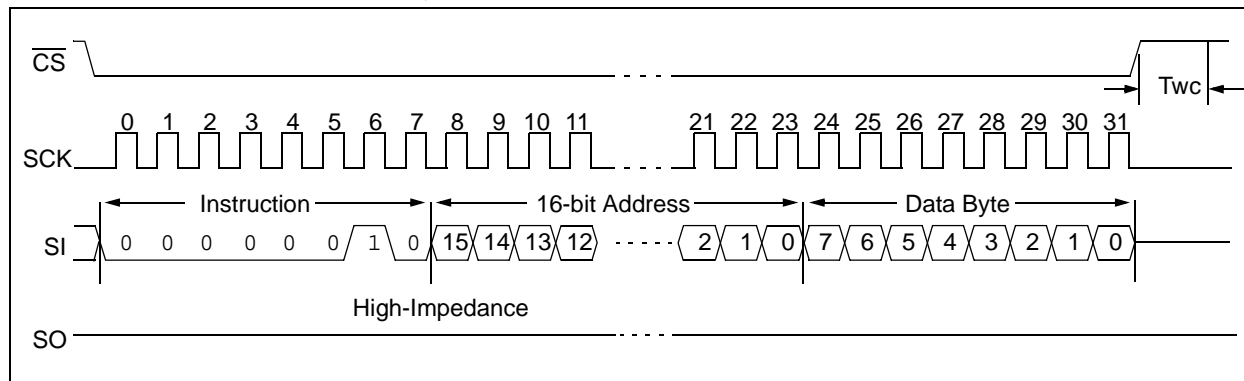 CS
Twc
0 1 2 3 4 5 6 7 8 9 10 11 21 22 23 24 25 26 27 28 29 30 31
SCK
Instruction 16-bit Address Data Byte
SI 0 0 0 0 0 0 1 0 15 14 13 12 2 1 0 7 6 5 4 3 2 1 0
High-Impedance
SO